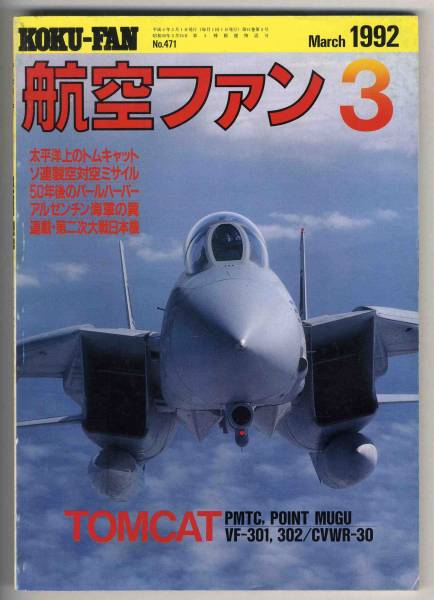 KOKU-FAN
No.471
March 1992
航空ファン 3
太平洋上のトムキャット
ソ連製空対空ミサイル
50年後のパールハーバー
アルゼンチン海軍の翼
連載・第二次大戦日本機
TOMCAT
PMTC, POINT MUGU
VF-301, 302/CVWR-30